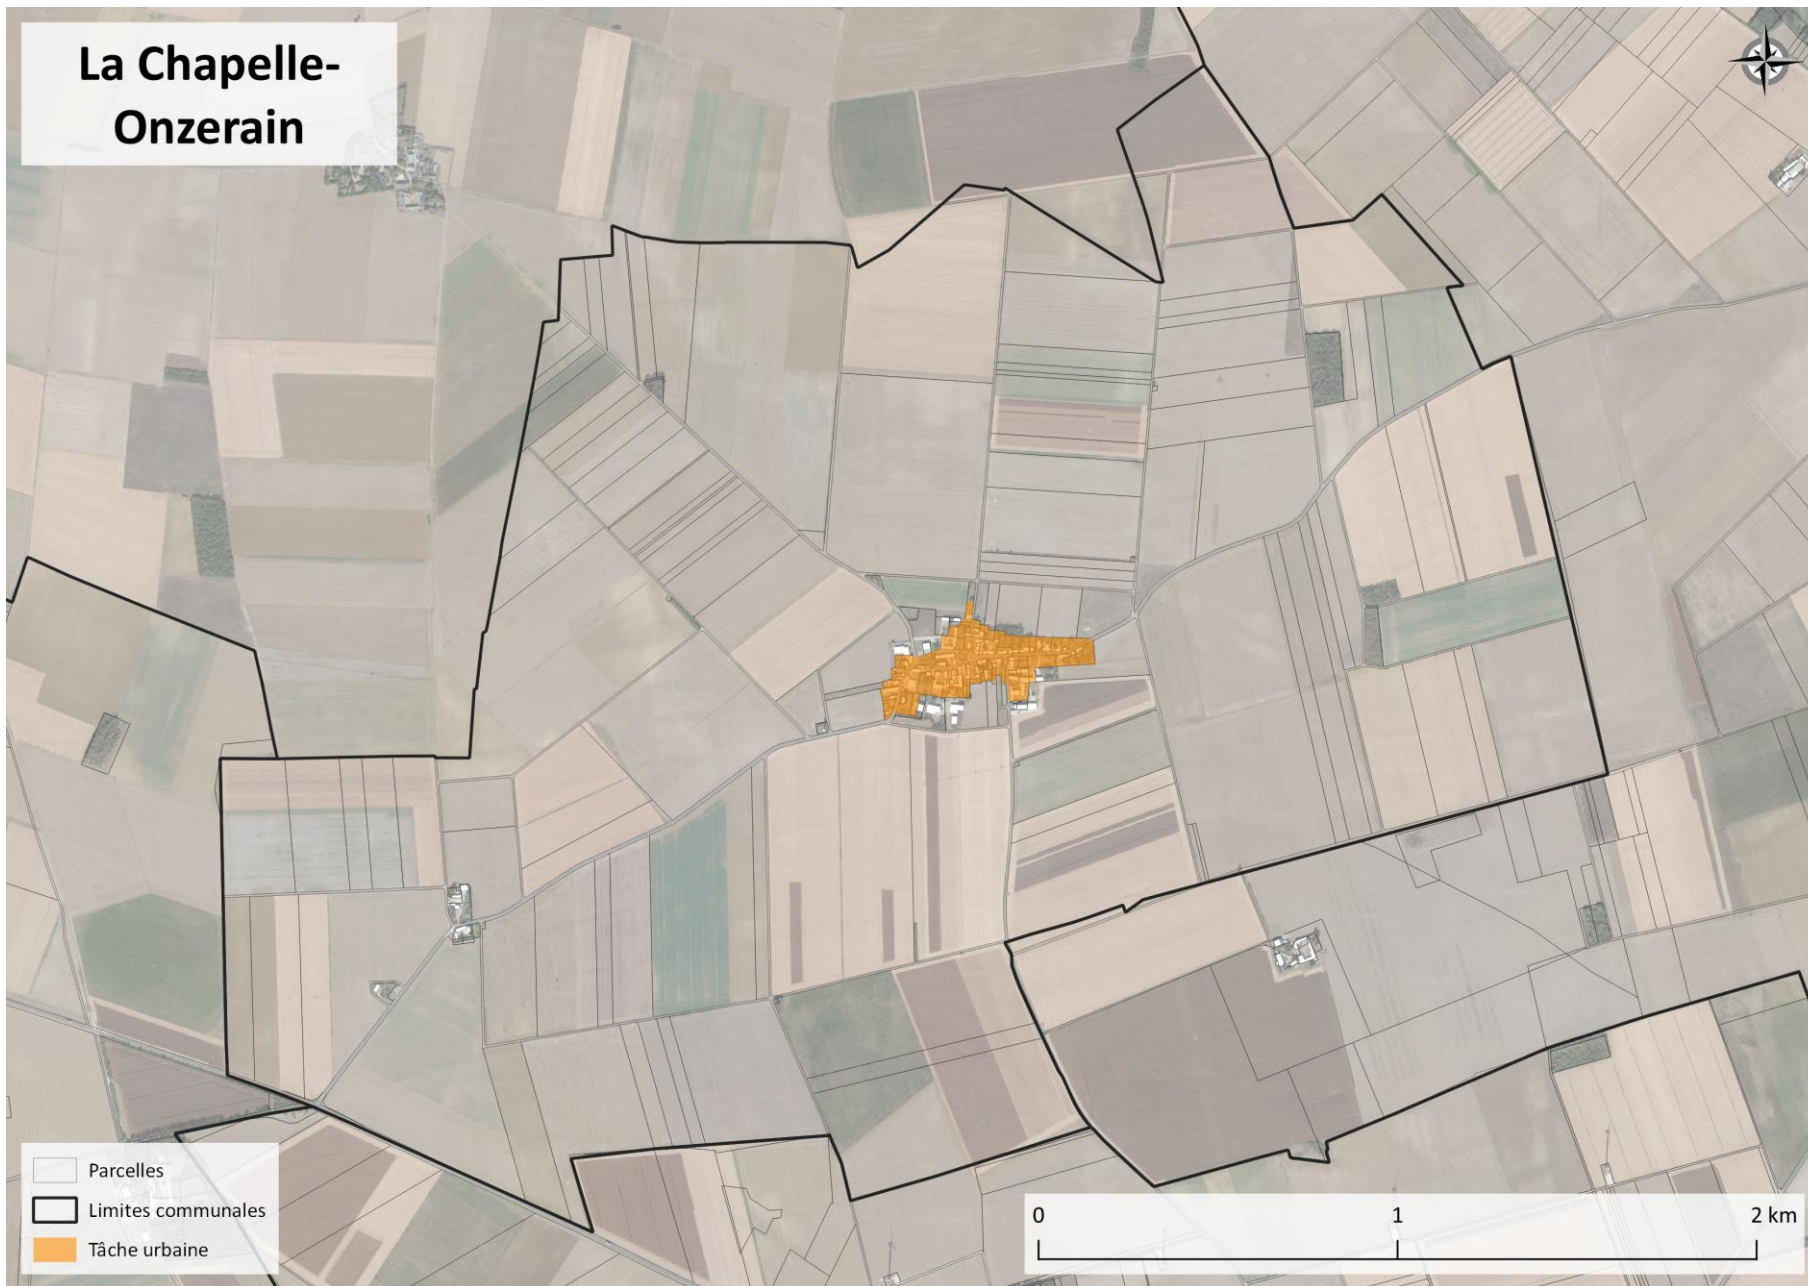 La Chapelle-
Onzerain
Parcelles
Limites communales
Tâche urbaine
0
1
2 km